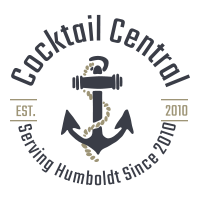 Cocktail Central
EST. 2010
Serving Humboldt Since 2010